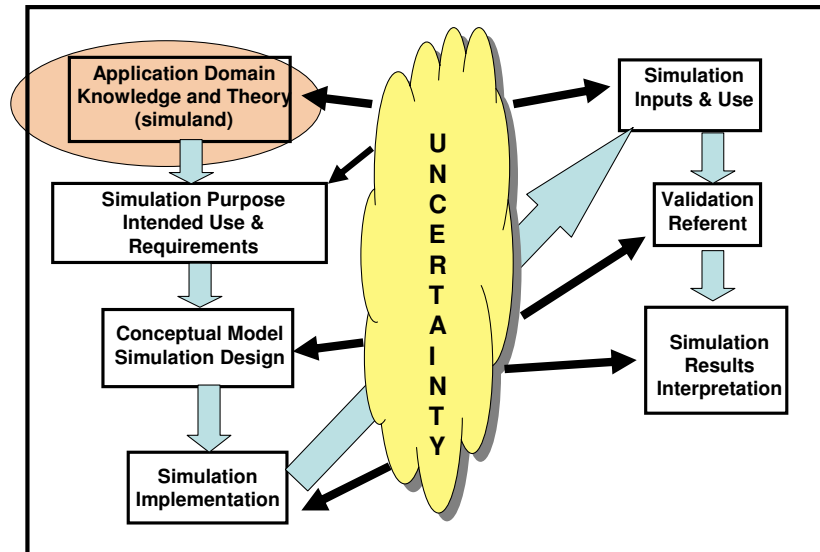 Application Domain
Knowledge and Theory
(simuland)
Simulation Purpose
Intended Use &
Requirements
Conceptual Model
Simulation Design
Simulation
Implementation
UNCERTAINTY
Simulation
Inputs & Use
Validation
Referent
Simulation
Results
Interpretation